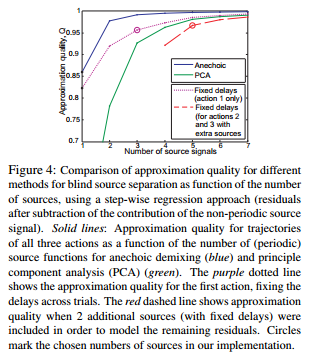 Approximation quality, Q
1
0.95
0.9
0.85
0.8
0.75
0.7
1 2 3 4 5 6 7
Number of source signals
Anechoic
PCA
Fixed delays
(action 1 only)
Fixed delays
(for actions 2
and 3 with
extra sources)
Figure 4: Comparison of approximation quality for different
methods for blind source separation as function of the number
of sources, using a step-wise regression approach (residuals
after subtraction of the contribution of the non-periodic source
signal). Solid lines: Approximation quality for trajectories
of all three actions as a function of the number of (periodic)
source functions for anechoic demixing (blue) and principle
component analysis (PCA) (green). The purple dotted line
shows the approximation quality for the first action, fixing the
delays across trials. The red dashed line shows approximation
quality when 2 additional sources (with fixed delays) were
included in order to model the remaining residuals. Circles
mark the chosen numbers of sources in our implementation.